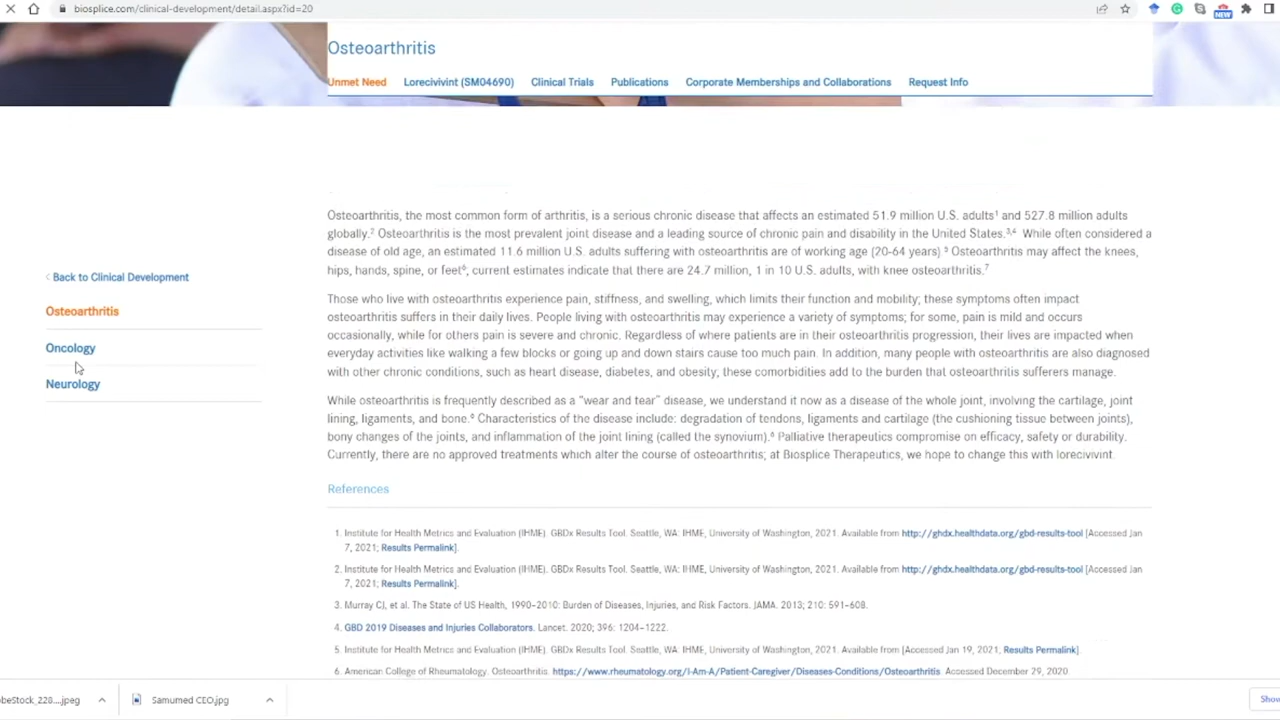 biosplice.com/clinical-development/detail.aspx?id=20
NEW
Osteoarthritis
Unmet Need Lorecivivint (SM04690) Clinical Trials Publications Corporate Memberships and Collaborations Request Info
Osteoarthritis, the most common form of arthritis, is a serious chronic disease that affects an estimated 51.9 million U.S. adults¹ and 527.8 million adults
globally.² Osteoarthritis is the most prevalent joint disease and a leading source of chronic pain and disability in the United States.³,⁴ While often considered a
disease of old age, an estimated 11.6 million U.S. adults suffering with osteoarthritis are of working age (20-64 years) ⁵ Osteoarthritis may affect the knees,
hips, hands, spine, or feet⁶, current estimates indicate that there are 24.7 million, 1 in 10 U.S. adults, with knee osteoarthritis.⁷
‹ Back to Clinical Development
Osteoarthritis
Oncology
Neurology
Those who live with osteoarthritis experience pain, stiffness, and swelling, which limits their function and mobility; these symptoms often impact
osteoarthritis suffers in their daily lives. People living with osteoarthritis may experience a variety of symptoms; for some, pain is mild and occurs
occasionally, while for others pain is severe and chronic. Regardless of where patients are in their osteoarthritis progression, their lives are impacted when
everyday activities like walking a few blocks or going up and down stairs cause too much pain. In addition, many people with osteoarthritis are also diagnosed
with other chronic conditions, such as heart disease, diabetes, and obesity, these comorbidities add to the burden that osteoarthritis sufferers manage.
While osteoarthritis is frequently described as a "wear and tear" disease, we understand it now as a disease of the whole joint, involving the cartilage, joint
lining, ligaments, and bone.⁶ Characteristics of the disease include: degradation of tendons, ligaments and cartilage (the cushioning tissue between joints),
bony changes of the joints, and inflammation of the joint lining (called the synovium).⁶ Palliative therapeutics compromise on efficacy, safety or durability.
Currently, there are no approved treatments which alter the course of osteoarthritis; at Biosplice Therapeutics, we hope to change this with lorecivivint.
References
1. Institute for Health Metrics and Evaluation (IHME). GBDx Results Tool. Seattle, WA: IHME, University of Washington, 2021. Available from http://ghdx.healthdata.org/gbd-results-tool [Accessed Jan
7, 2021; Results Permalink].
2. Institute for Health Metrics and Evaluation (IHME). GBDx Results Tool. Seattle, WA: IHME, University of Washington, 2021. Available from http://ghdx.healthdata.org/gbd-results-tool [Accessed Jan
7, 2021; Results Permalink].
3. Murray CJ, et al. The State of US Health, 1990-2010: Burden of Diseases, Injuries, and Risk Factors. JAMA. 2013; 210: 591-608.
4. GBD 2019 Diseases and Injuries Collaborators. Lancet. 2020; 396: 1204-1222.
5. Institute for Health Metrics and Evaluation (IHME). GBDx Results Tool. Seattle, WA: IHME, University of Washington, 2021. Available from [Accessed Jan 19, 2021, Results Permalink].
6. American College of Rheumatology. Osteoarthritis. https://www.rheumatology.org/I-Am-A/Patient-Caregiver/Diseases-Conditions/Osteoarthritis Accessed December 29, 2020
obeStock_228....jpeg Samumed CEO.jpg Show